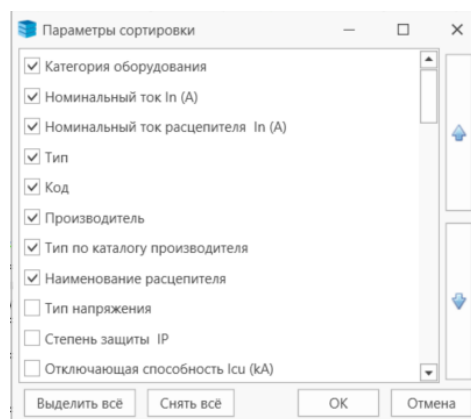 Параметры сортировки
Категория оборудования
Номинальный ток In (A)
Номинальный ток расцепителя In (A)
Тип
Код
Производитель
Тип по каталогу производителя
Наименование расцепителя
Тип напряжения
Степень защиты IP
Отключающая способность Icu (kA)
Выделить всё
Снять всё
ОК
Отмена